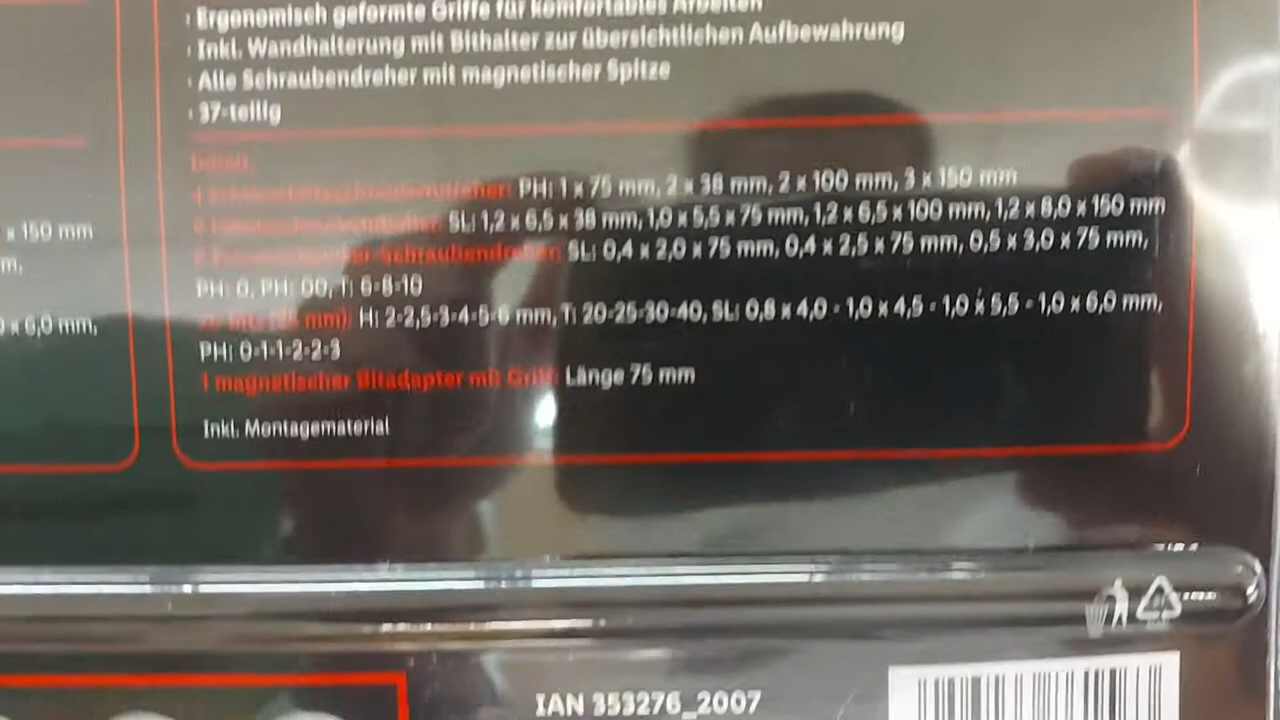 · Ergonomisch geformte Griffe für komfortables Arbeiten
· Inkl. Wandhalterung mit Bithalter zur übersichtlichen Aufbewahrung
· Alle Schraubendreher mit magnetischer Spitze
· 37-teilig
Inhalt:
PH: 1 x 75 mm, 2 x 38 mm, 2 x 100 mm, 3 x 150 mm
x 150 mm
SL: 1,2 x 6,5 x 38 mm, 1,0 x 5,5 x 75 mm, 1,2 x 6,5 x 100 mm, 1,2 x 8,0 x 150 mm
m,
Schraubendreher: SL: 0,4 x 2,0 x 75 mm, 0,4 x 2,5 x 75 mm, 0,5 x 3,0 x 75 mm,
PH: 0, PH: 00, T: 6-8-10
x 6,0 mm,
mm): H: 2-2,5-3-4-5-6 mm, T: 20-25-30-40, SL: 0,8 x 4,0 - 1,0 x 4,5 - 1,0 x 5,5 - 1,0 x 6,0 mm,
PH: 0-1-1-2-2-3
1 magnetischer Bitadapter mit Griff: Länge 75 mm
Inkl. Montagematerial
IAN 353276_2007